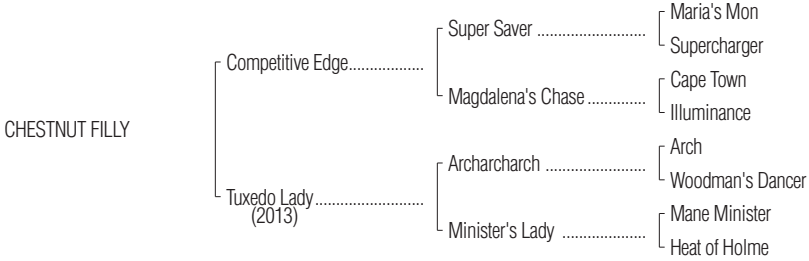 Maria's Mon
Super Saver ..........................
Supercharger
Competitive Edge..................
Cape Town
Magdalena's Chase ..............
Illuminance
CHESTNUT FILLY
Arch
Archarcharch ........................
Woodman's Dancer
Tuxedo Lady..........................
(2013)
Mane Minister
Minister's Lady ....................
Heat of Holme